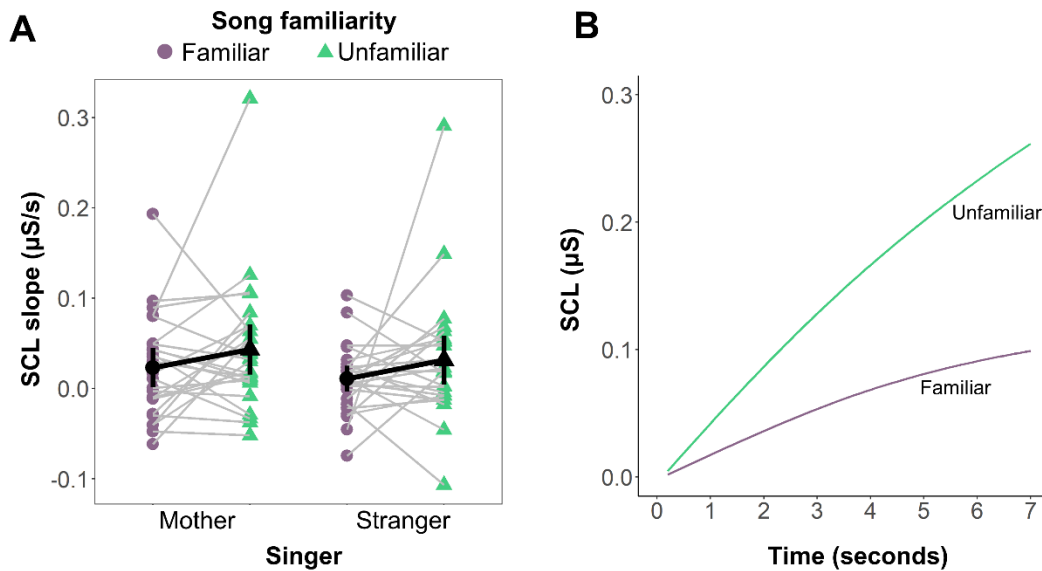 A
Song familiarity
Familiar
Unfamiliar
SCL slope (µS/s)
0.3
0.2
0.1
0.0
-0.1
Mother
Stranger
Singer
B
SCL (µS)
0.3
0.2
0.1
0.0
Unfamiliar
Familiar
0 1 2 3 4 5 6 7
Time (seconds)